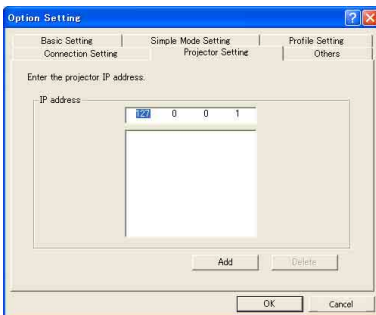 Option Setting
Basic Setting Simple Mode Setting Profile Setting
Connection Setting Projector Setting Others
Enter the projector IP address.
IP address
127 0 0 1
Add Delete
OK Cancel